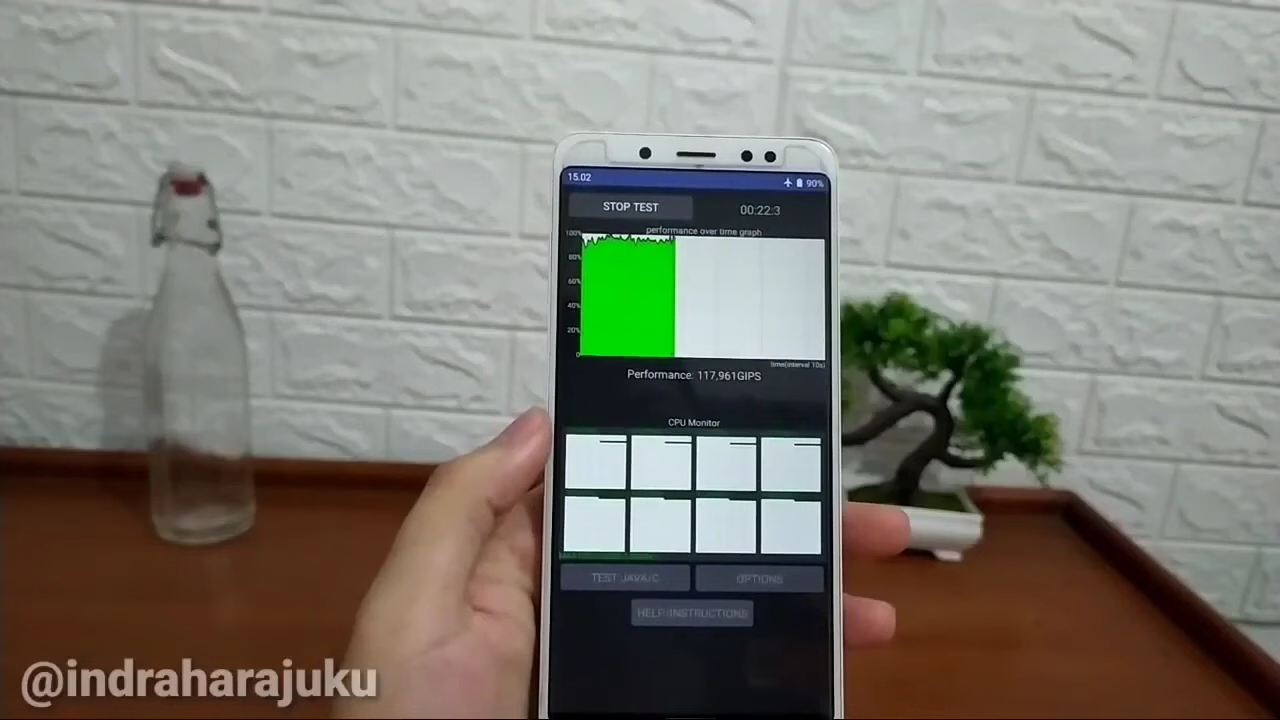 15.02
90%
STOP TEST
00:22:3
performance over time graph
100%
80%
60%
40%
20%
0
time(interval 10s)
Performance: 117,961GIPS
CPU Monitor
TEST JAVA/C
OPTIONS
HELP/INSTRUCTIONS
@indraharajuku